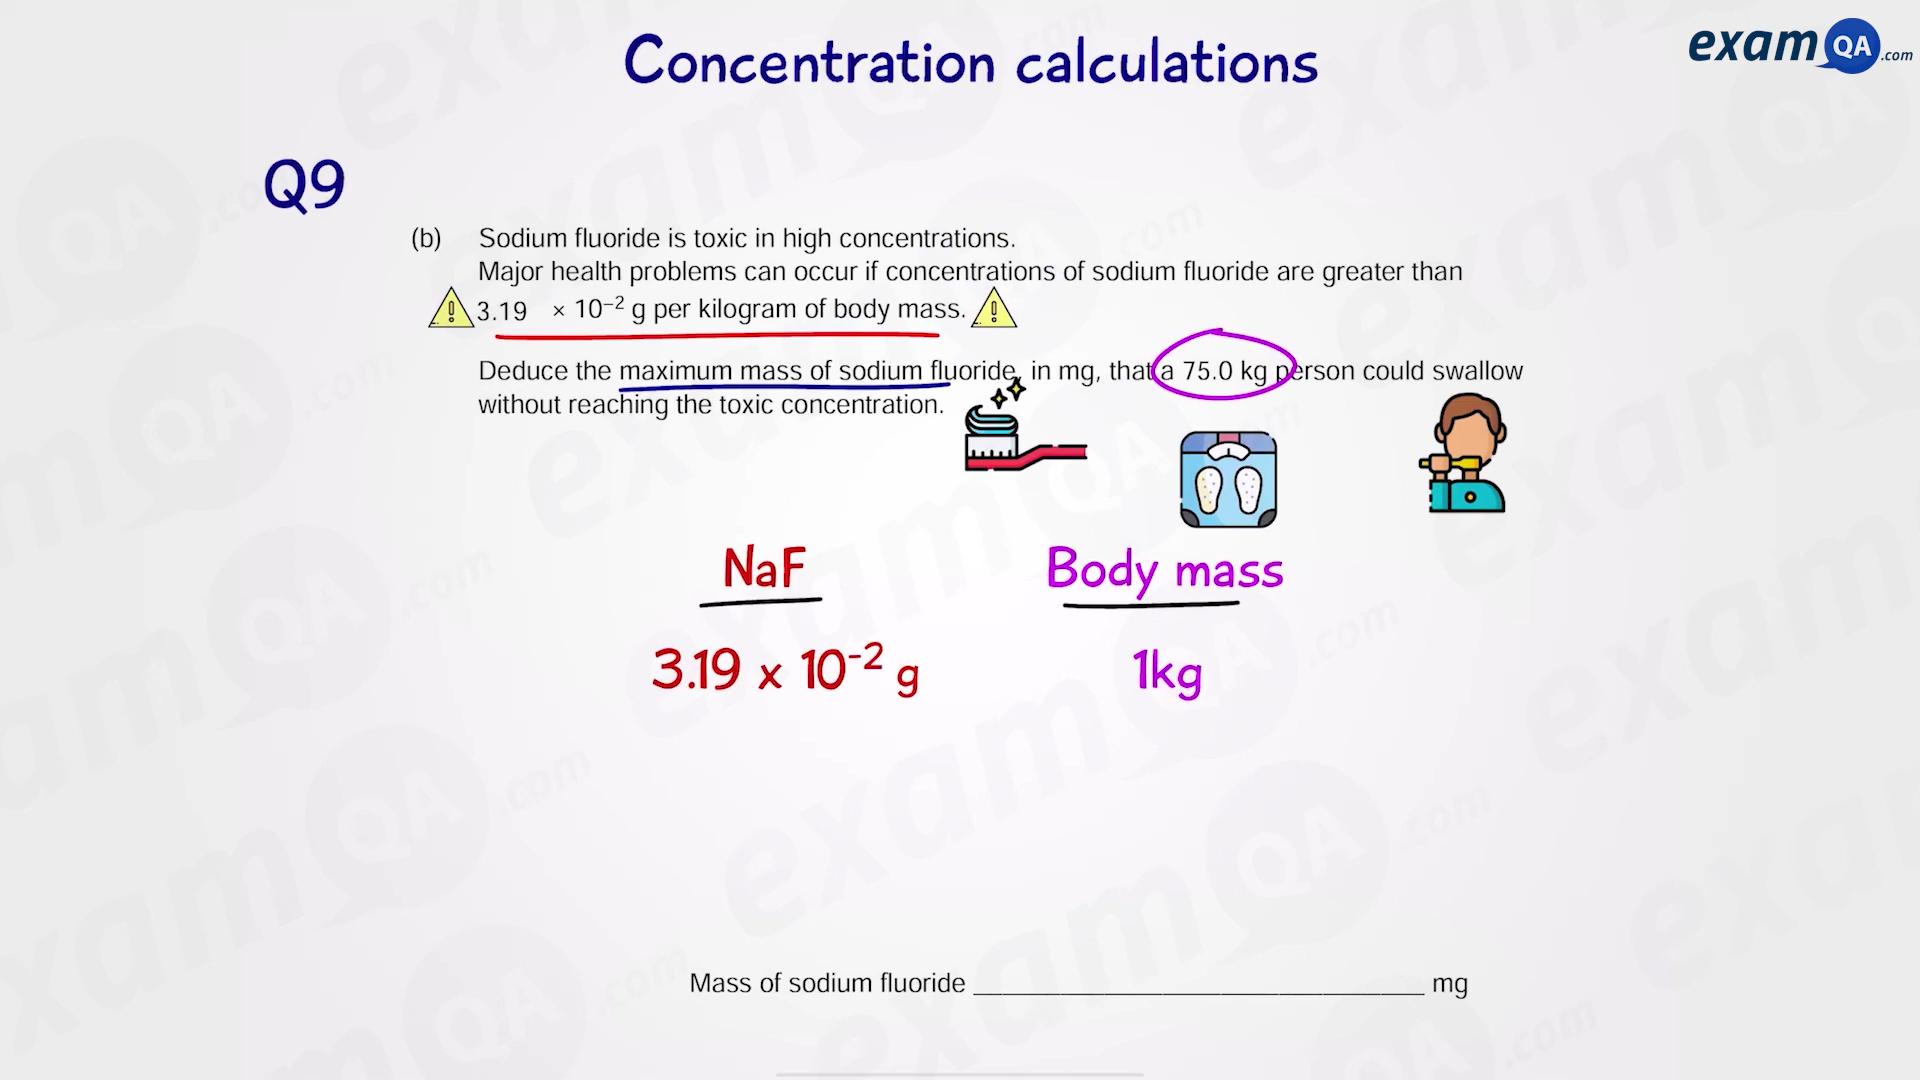 Concentration calculations
examQA.com
Q9
(b) Sodium fluoride is toxic in high concentrations.
Major health problems can occur if concentrations of sodium fluoride are greater than
3.19 × 10⁻² g per kilogram of body mass.
Deduce the maximum mass of sodium fluoride, in mg, that a 75.0 kg person could swallow
without reaching the toxic concentration.
NaF Body mass
3.19 x 10⁻² g 1kg
Mass of sodium fluoride ______________________________ mg